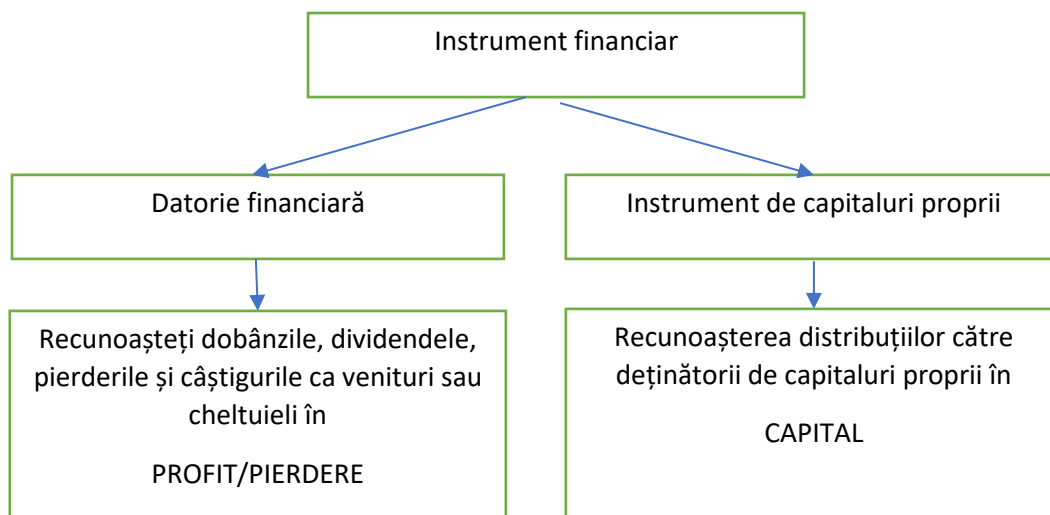 Instrument financiar
Datorie financiară
Instrument de capitaluri proprii
Recunoașteți dobânzile, dividendele,
pierderile și câștigurile ca venituri sau
cheltuieli în
PROFIT/PIERDERE
Recunoașterea distribuțiilor către
deținătorii de capitaluri proprii în
CAPITAL